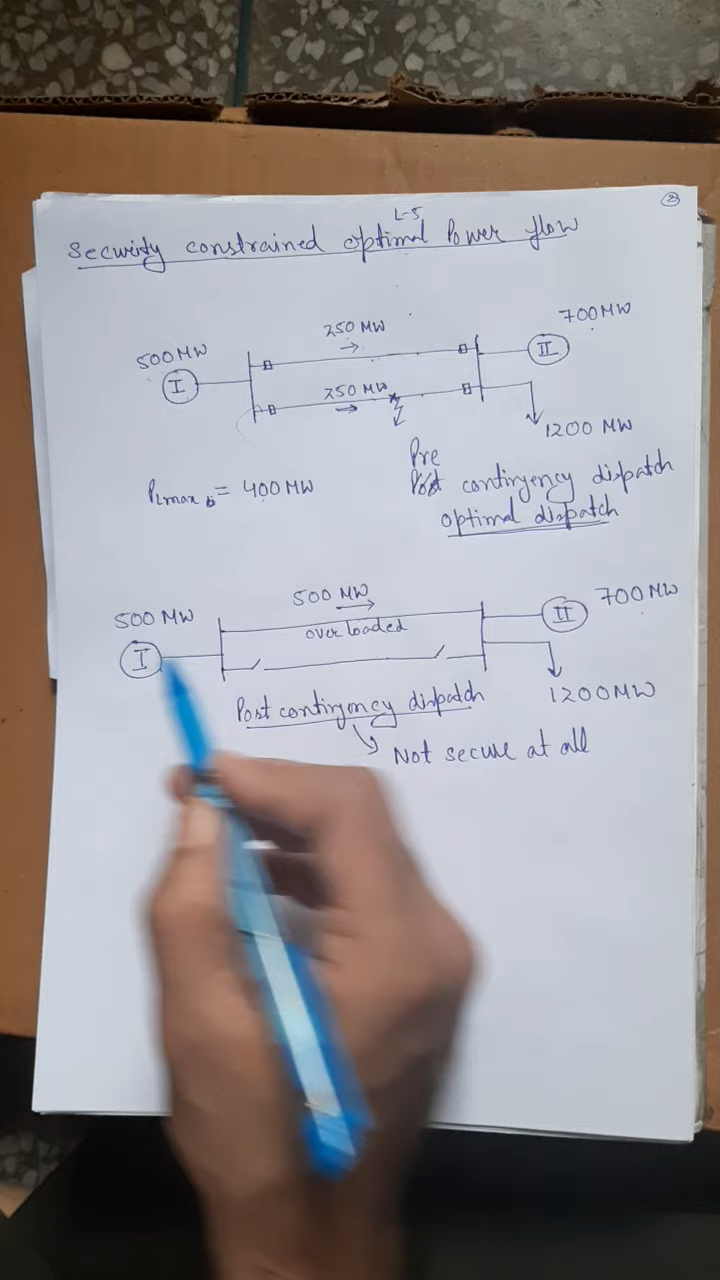 L-5
②
Security constrained optimal Power flow
250 MW
700 MW
500 MW
I
II
250 MW
1200 MW
Pre
PLmax = 400 MW
Post contingency dispatch
optimal dispatch
500 MW
700 MW
500 MW
II
over loaded
I
1200 MW
Post contingency dispatch
Not secure at all